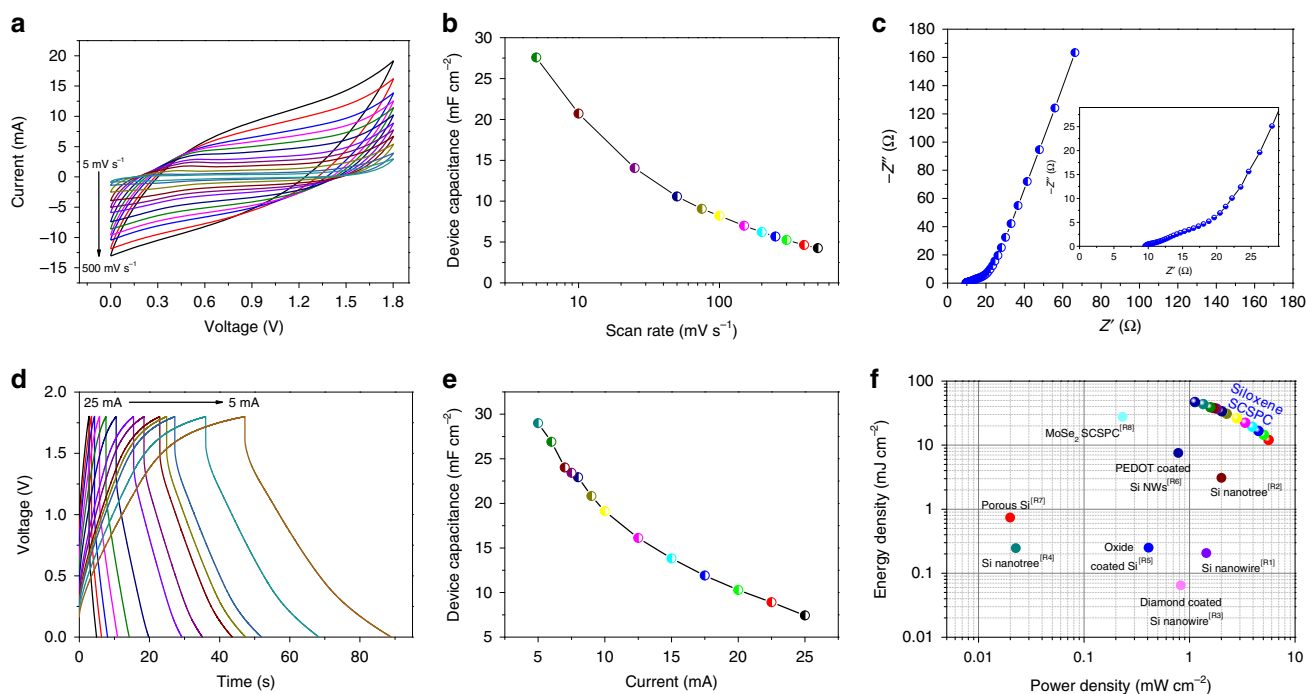 a
20
15
10
5
0
−5
−10
−15
Current (mA)
5 mV s⁻¹
500 mV s⁻¹
0.0 0.3 0.6 0.9 1.2 1.5 1.8
Voltage (V)
b
30
25
20
15
10
5
0
Device capacitance (mF cm⁻²)
10 100
Scan rate (mV s⁻¹)
c
180
160
140
120
100
80
60
40
20
0
−Z″ (Ω)
25
20
15
10
5
0
−Z″ (Ω)
0 5 10 15 20 25
Z′ (Ω)
0 20 40 60 80 100 120 140 160 180
Z′ (Ω)
d
2.0
1.5
1.0
0.5
0.0
Voltage (V)
25 mA 5 mA
0 20 40 60 80
Time (s)
e
30
25
20
15
10
5
Device capacitance (mF cm⁻²)
5 10 15 20 25
Current (mA)
f
100
10
1
0.1
0.01
Energy density (mJ cm⁻²)
Siloxene
SCSPC
MoSe₂ SCSPC[R8]
PEDOT coated
Si NWs[R6]
Si nanotree[R2]
Porous Si[R7]
Si nanotree[R4]
Oxide
coated Si[R5]
Si nanowire[R1]
Diamond coated
Si nanowire[R3]
0.01 0.1 1 10
Power density (mW cm⁻²)